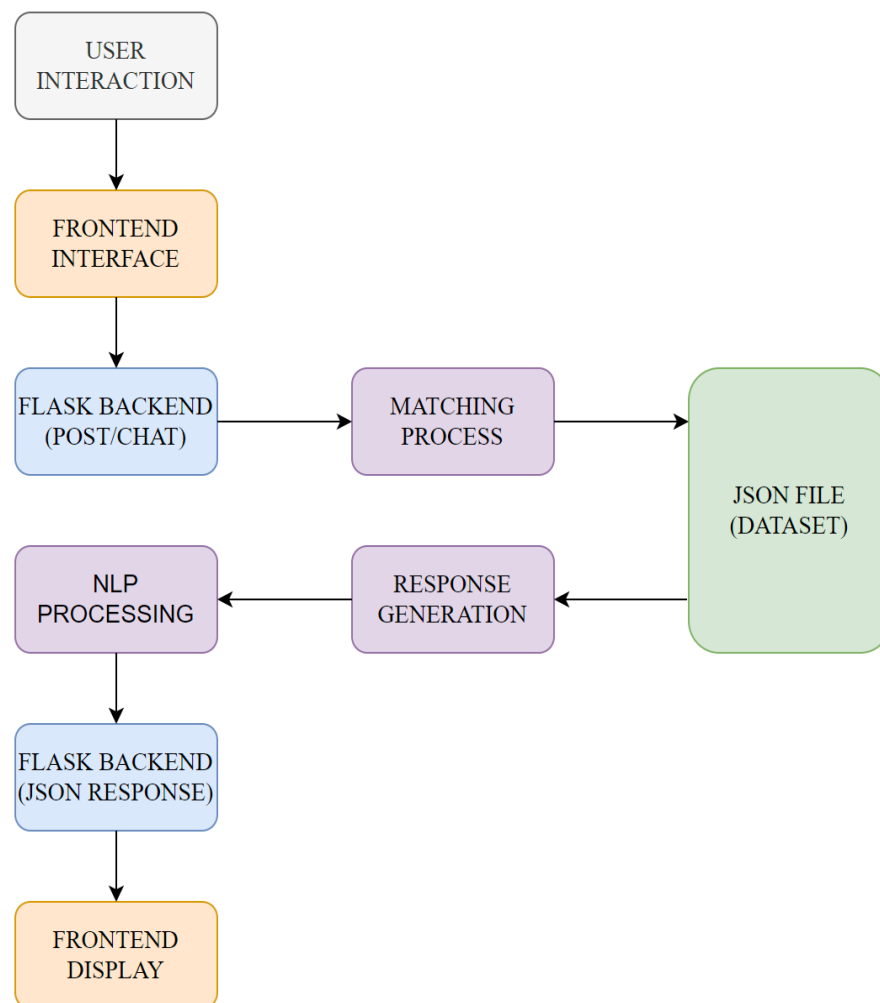 USER
INTERACTION
FRONTEND
INTERFACE
FLASK BACKEND
(POST/CHAT)
MATCHING
PROCESS
JSON FILE
(DATASET)
NLP
PROCESSING
RESPONSE
GENERATION
FLASK BACKEND
(JSON RESPONSE)
FRONTEND
DISPLAY